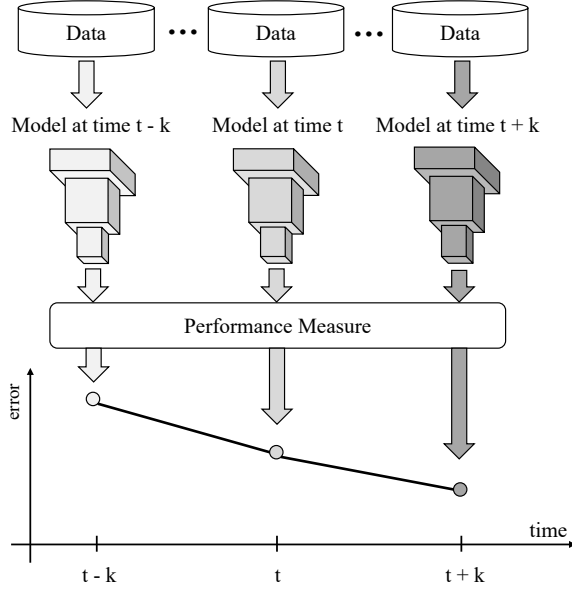 Data ... Data ... Data
Model at time t - k Model at time t Model at time t + k
Performance Measure
error
time
t - k t t + k